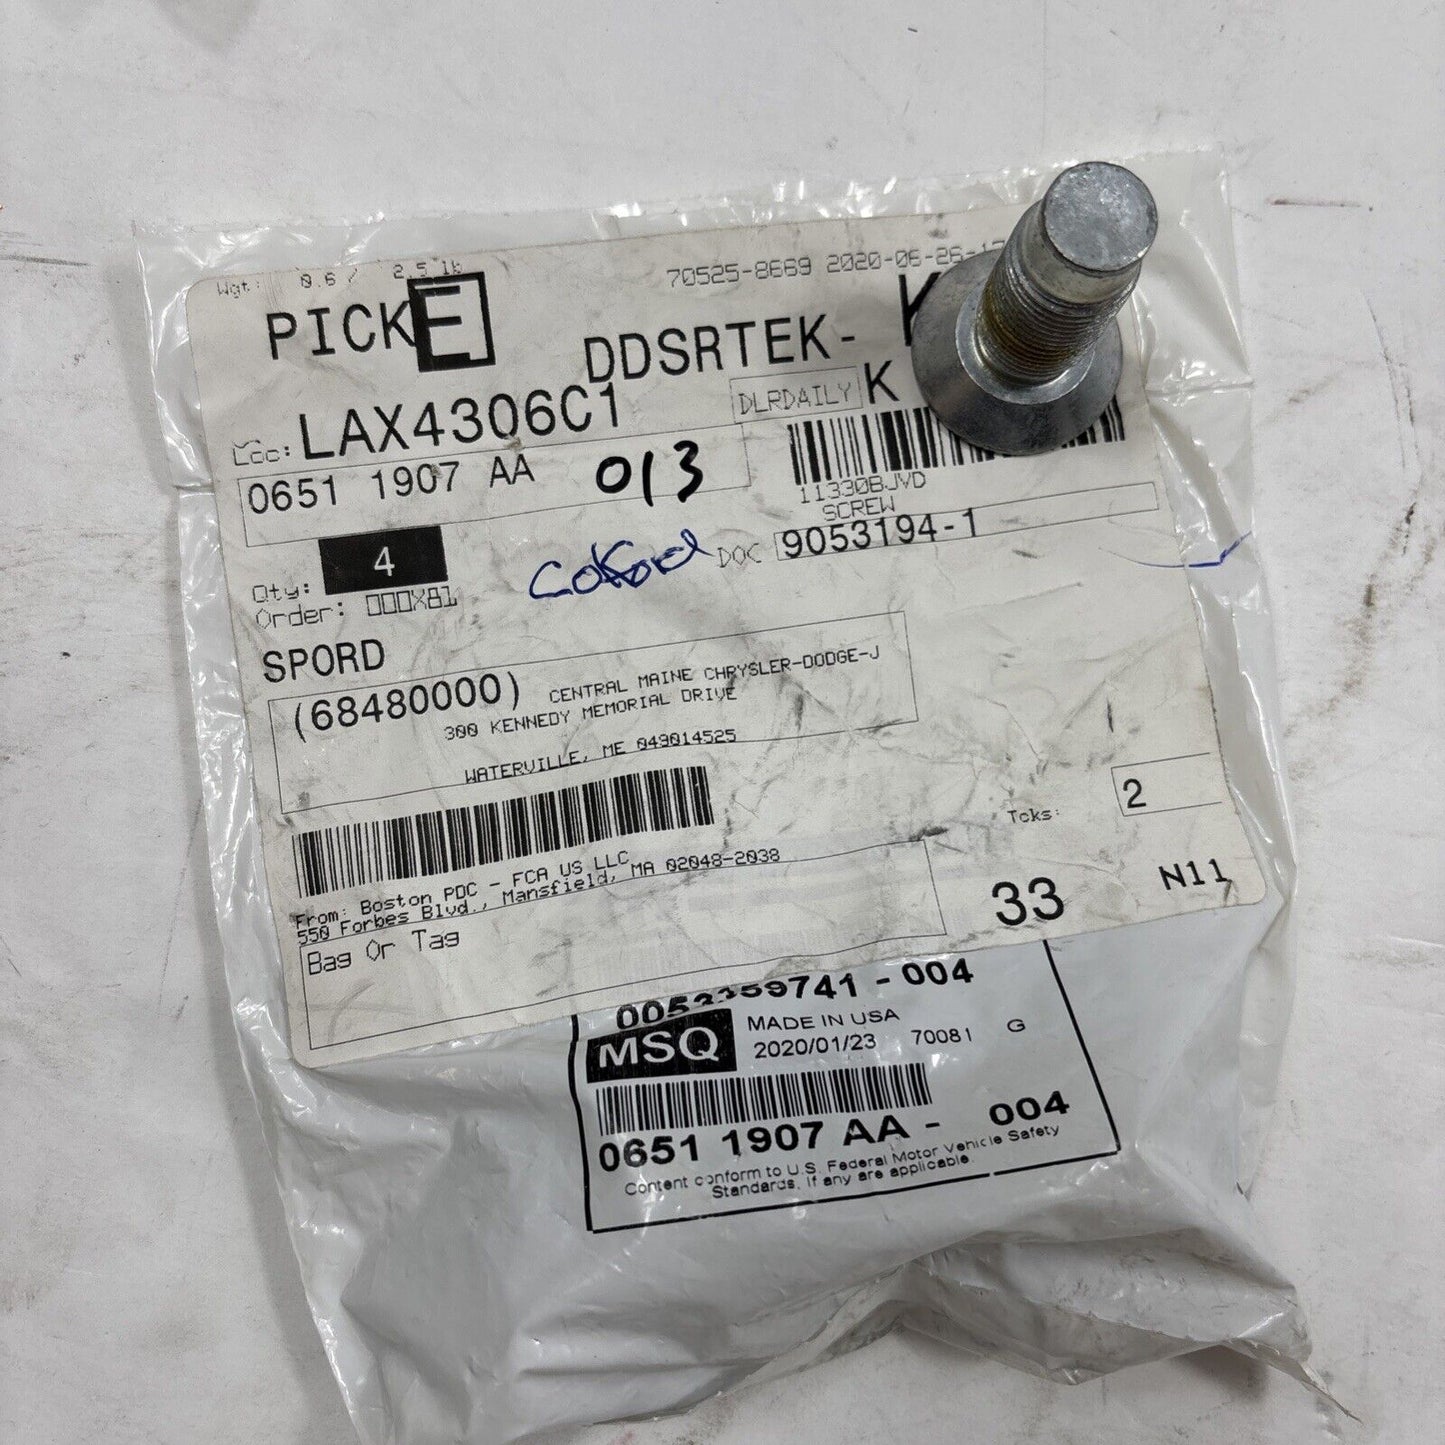 Wgt: 0.6 / 2.5 lb
70525-8669 2020-06-26-17
PICK E
DDSRTEK- K
Loc: LAX4306C1
DLRDAILY K
0651 1907 AA 013
11330BJVD
SCREW
Qty: 4
DOC 9053194-1
Order: 000X81
SPORD
(68480000) CENTRAL MAINE CHRYSLER-DODGE-J
300 KENNEDY MEMORIAL DRIVE
WATERVILLE, ME 049014525
Tcks: 2
From: Boston PDC - FCA US LLC
550 Forbes Blvd., Mansfield, MA 02048-2038
33 N11
Bag Or Tag
59741 - 004
MSQ MADE IN USA
2020/01/23 70081 G
0651 1907 AA - 004
Content conform to U.S. Federal Motor Vehicle Safety
Standards, if any are applicable.